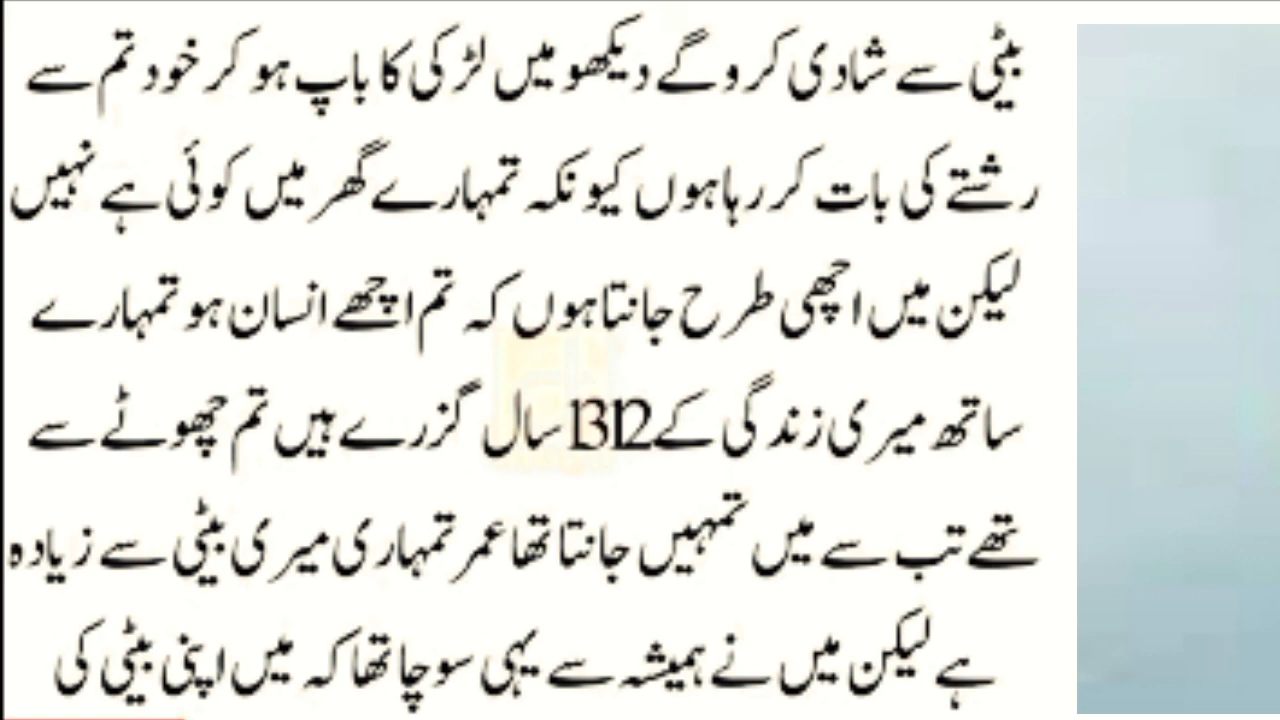 بیٹی سے شادی کرو گے دیکھو میں لڑکی کا باپ ہو کر خود تم سے
رشتے کی بات کر رہا ہوں کیونکہ تمہارے گھر میں کوئی ہے نہیں
لیکن میں اچھی طرح جانتا ہوں کہ تم اچھے انسان ہو تمہارے
ساتھ میری زندگی کے 1312 سال گزرے ہیں تم چھوٹے سے
تھے تب سے میں تمہیں جانتا تھا عمر تمہاری میری بیٹی سے زیادہ
ہے لیکن میں نے ہمیشہ سے یہی سوچا تھا کہ میں اپنی بیٹی کی